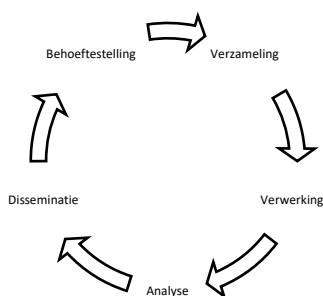 Behoeftestelling
Verzameling
Verwerking
Analyse
Disseminatie